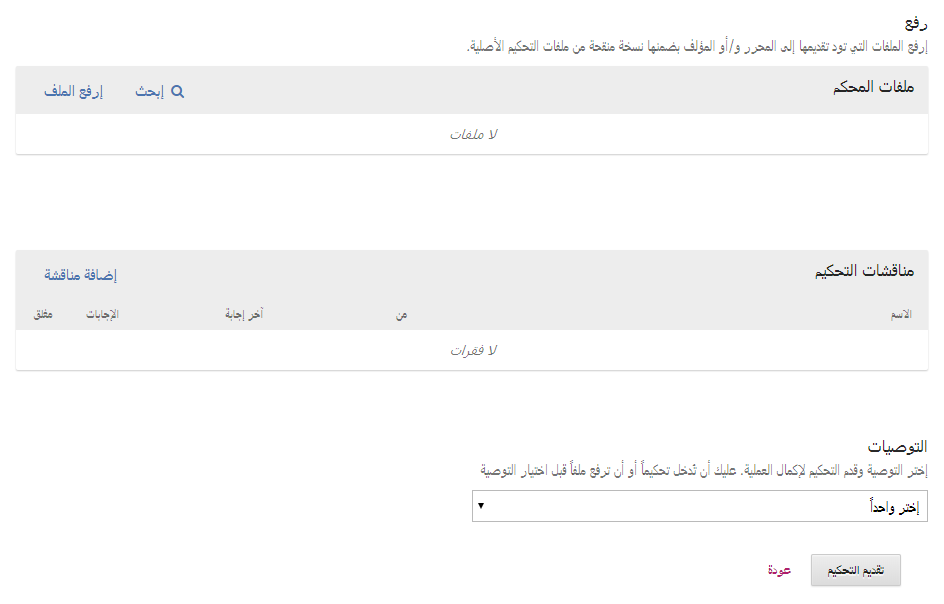 رفع
إرفع الملفات التي تود تقديمها إلى المحرر و/أو المؤلف بضمنها نسخة منقحة من ملفات التحكيم الأصلية.
ملفات المحكم
إبحث
إرفع الملف
لا ملفات
مناقشات التحكيم
إضافة مناقشة
الاسم
من
آخر إجابة
الإجابات
مغلق
لا فقرات
التوصيات
إختر التوصية وقدم التحكيم لإكمال العملية. عليك أن تُدخل تحكيماً أو أن ترفع ملفاً قبل اختيار التوصية
إختر واحداً
تقديم التحكيم
عودة